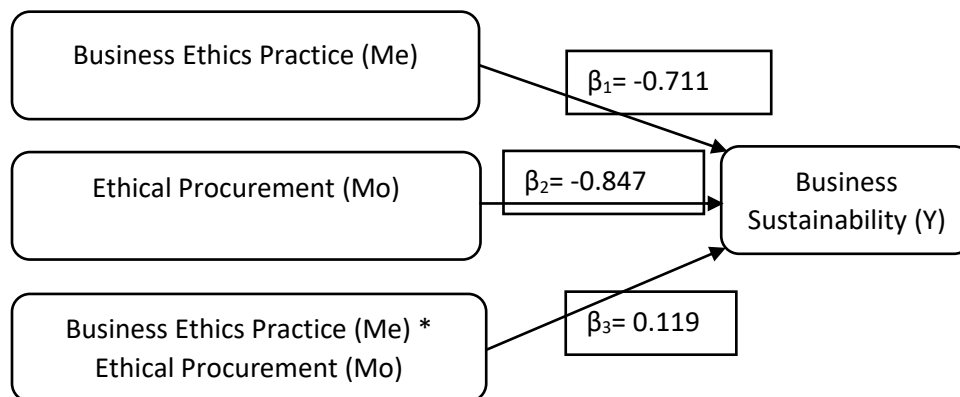 Business Ethics Practice (Me)
β₁= -0.711
Ethical Procurement (Mo)
β₂= -0.847
Business
Sustainability (Y)
Business Ethics Practice (Me) *
Ethical Procurement (Mo)
β₃= 0.119